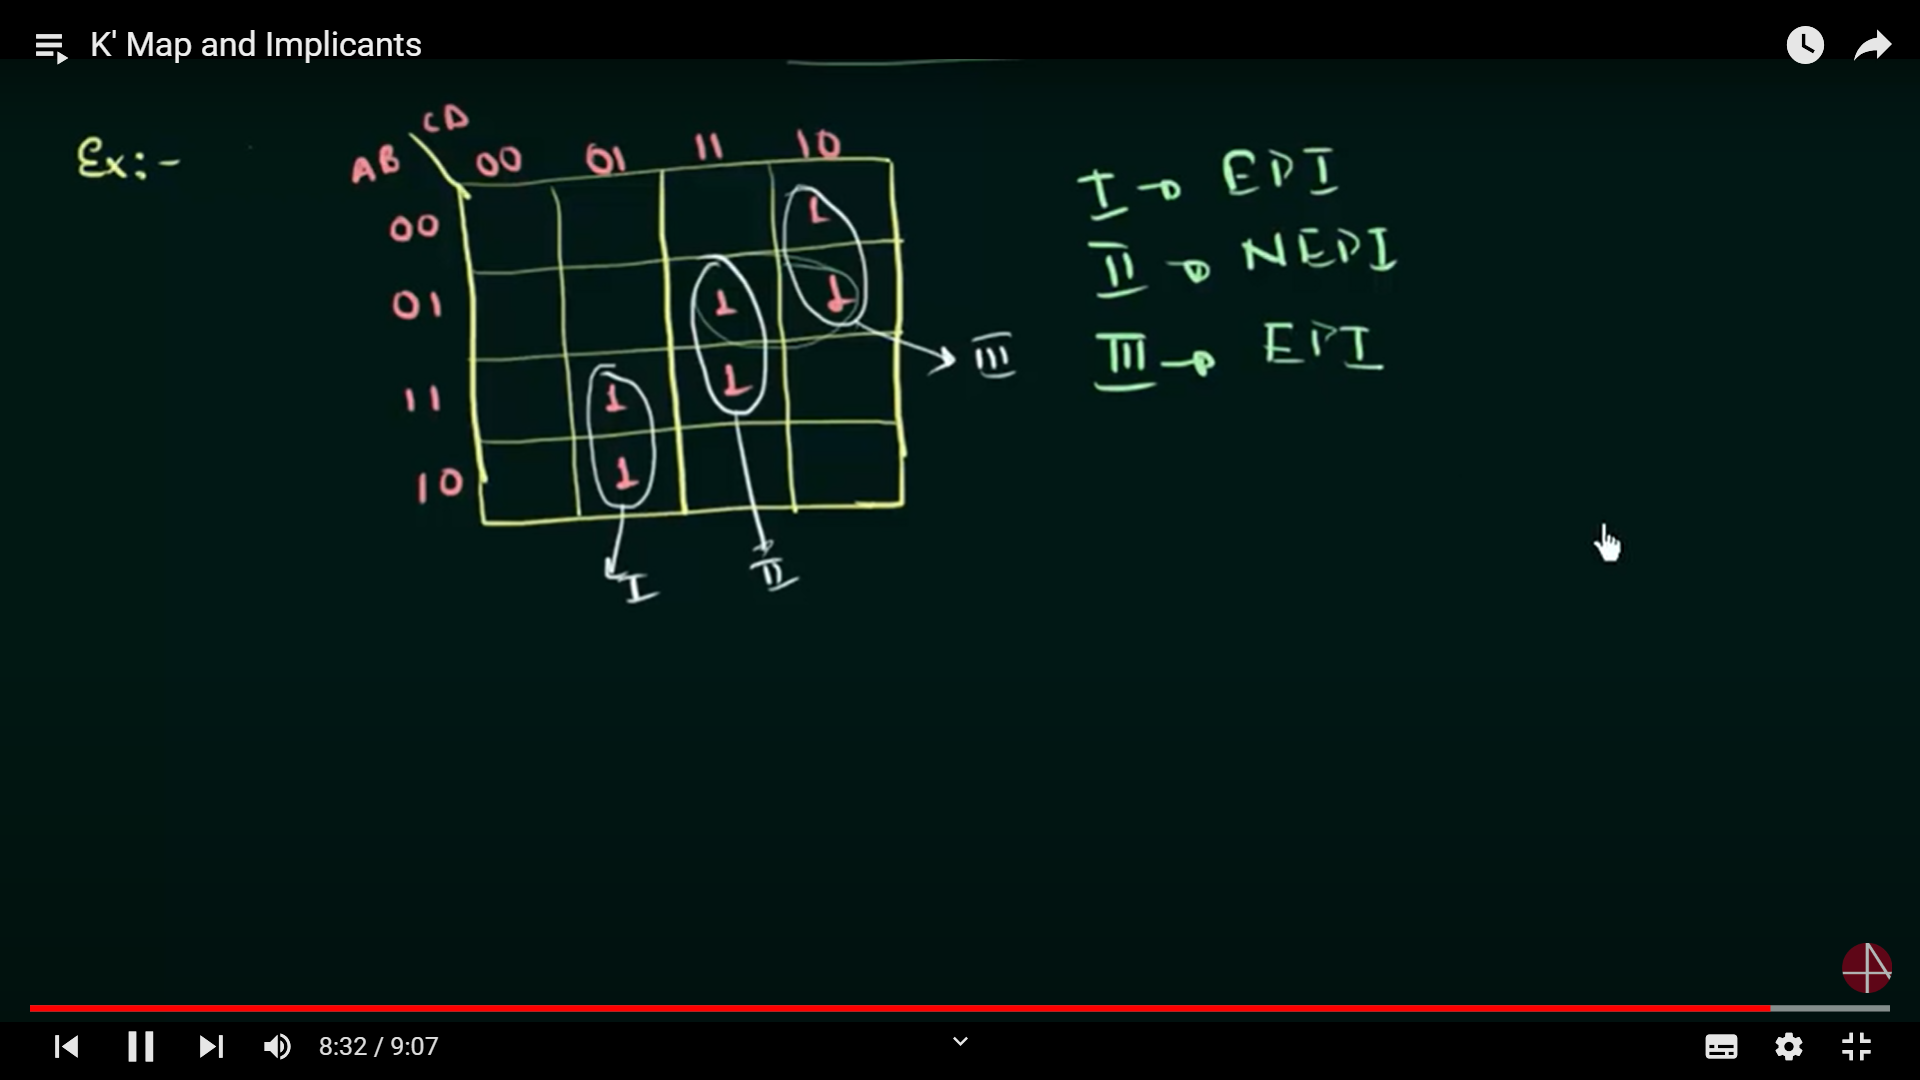 K' Map and Implicants
Ex:-
AB CD 00 01 11 10
00 1
01 1 1
11 1 1
10 1
I II III
I → EPI
II → NEPI
III → EPI
8:32 / 9:07